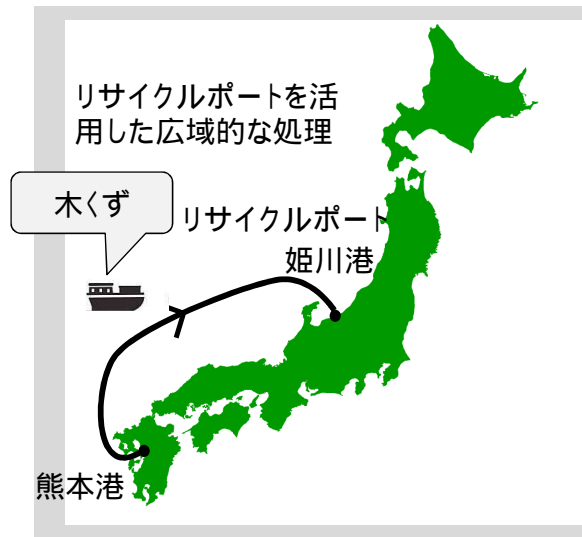 リサイクルポートを活
用した広域的な処理
木くず
リサイクルポート
姫川港
熊本港